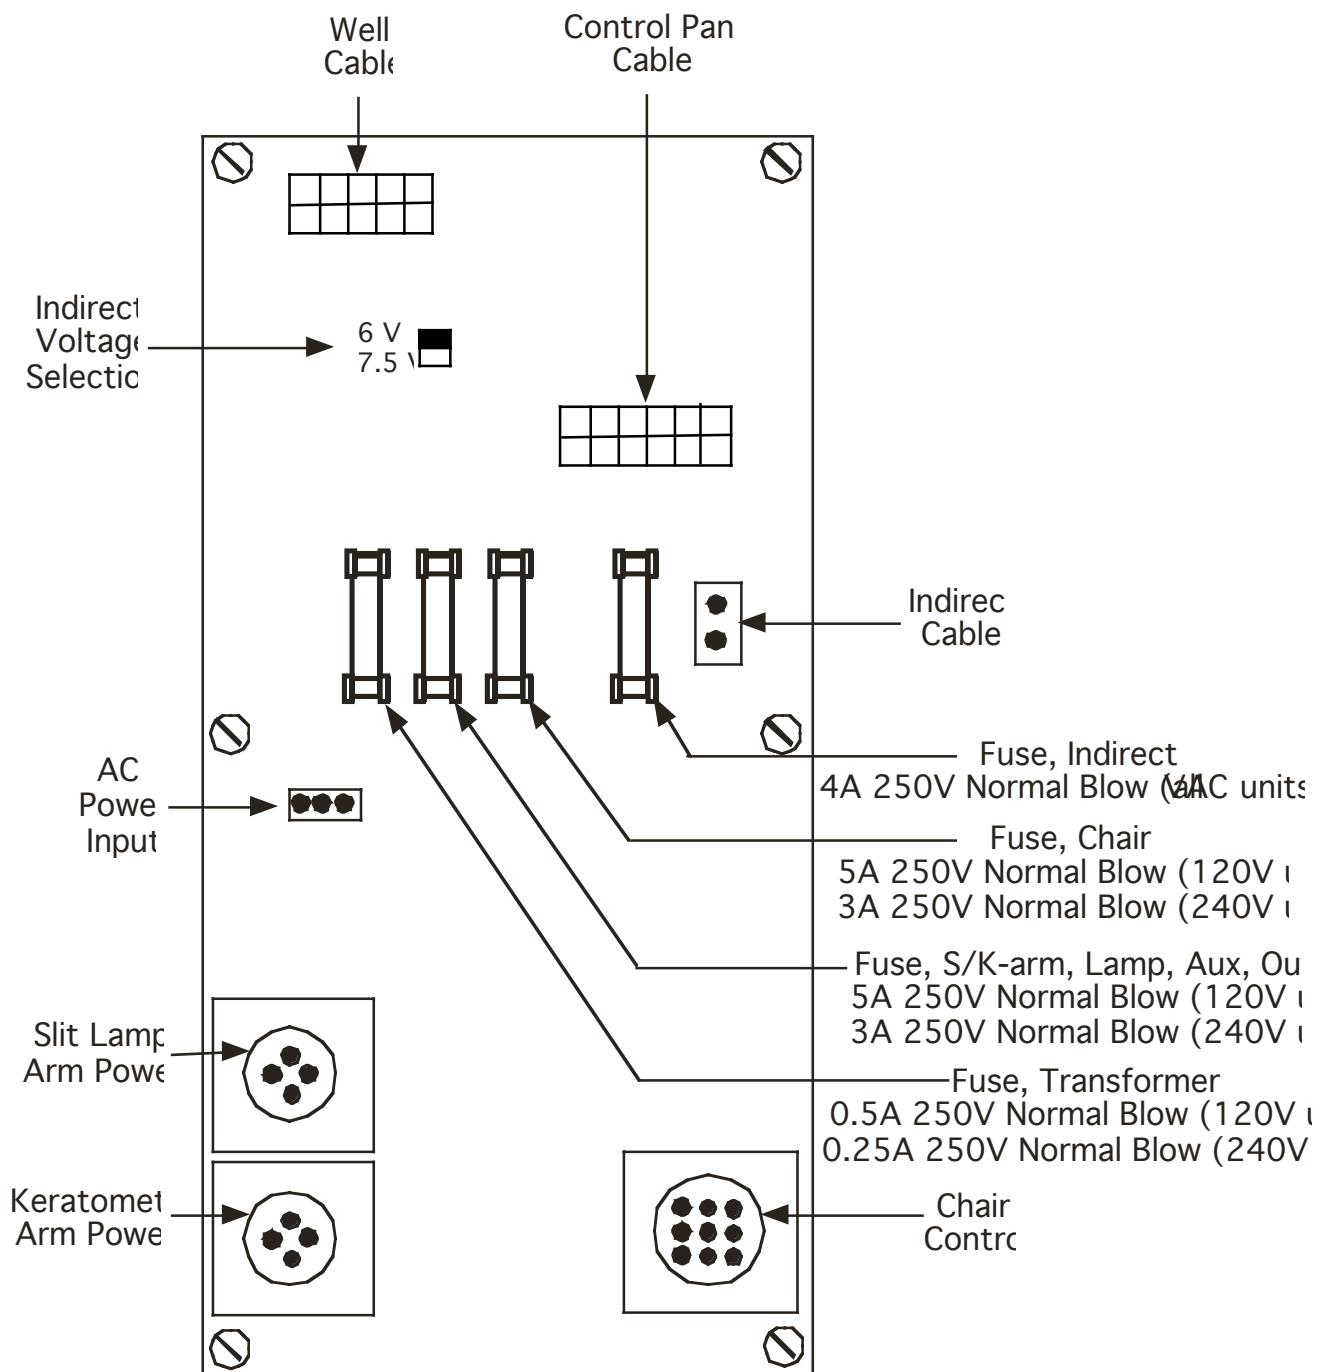 Well
Cable
Control Pan
Cable
Indirect
Voltage
Selectio
6 V
7.5 V
Indirec
Cable
AC
Powe
Input
Fuse, Indirect
4A 250V Normal Blow (all VAC units
Fuse, Chair
5A 250V Normal Blow (120V u
3A 250V Normal Blow (240V u
Fuse, S/K-arm, Lamp, Aux, Ou
5A 250V Normal Blow (120V u
3A 250V Normal Blow (240V u
Slit Lamp
Arm Powe
Fuse, Transformer
0.5A 250V Normal Blow (120V u
0.25A 250V Normal Blow (240V
Keratomet
Arm Powe
Chair
Contro